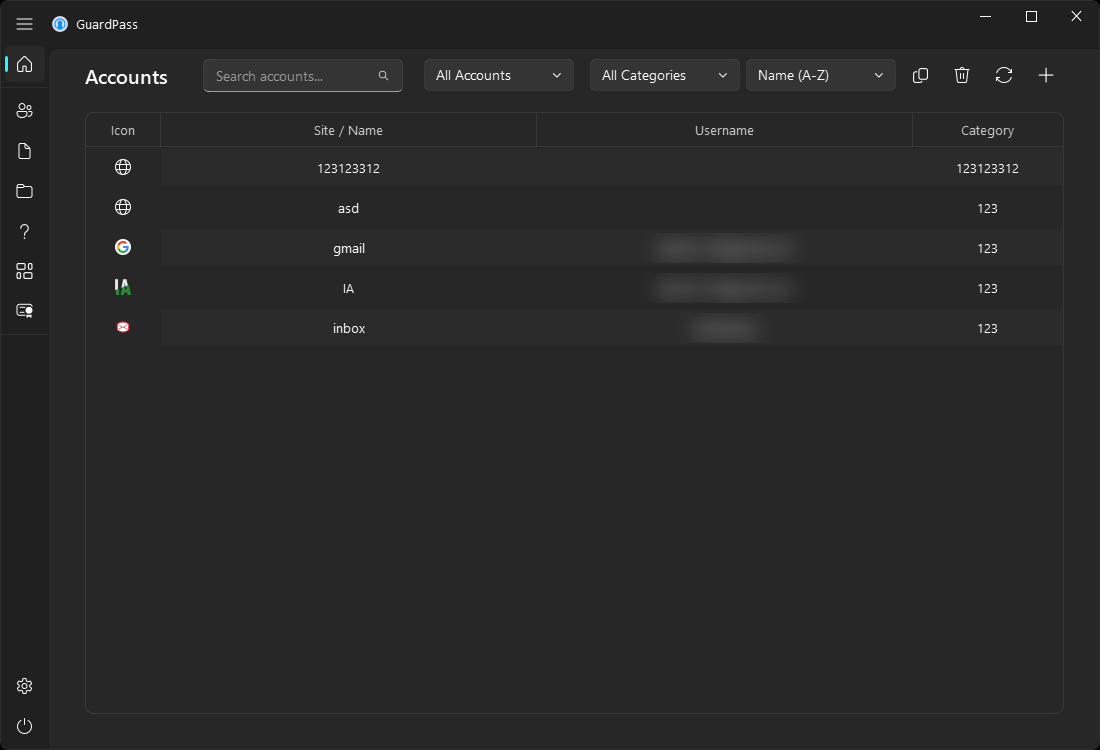 GuardPass
Accounts
Search accounts...
All Accounts
All Categories
Name (A-Z)
Icon Site / Name Username Category
123123312 123123312
asd 123
gmail 123
IA IA 123
inbox 123